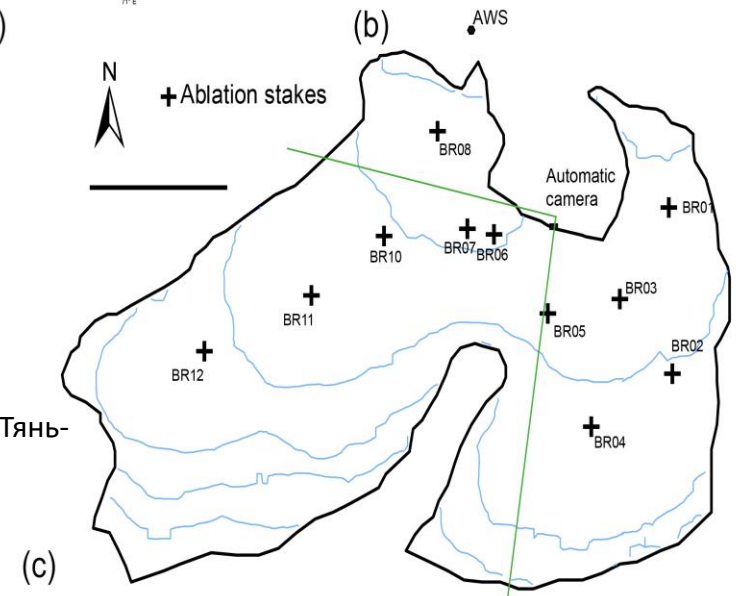 )
(b)
AWS
N
Ablation stakes
BR08
Automatic
camera
BR01
BR07
BR06
BR10
BR03
BR11
BR05
BR02
BR12
Тянь-
BR04
(c)